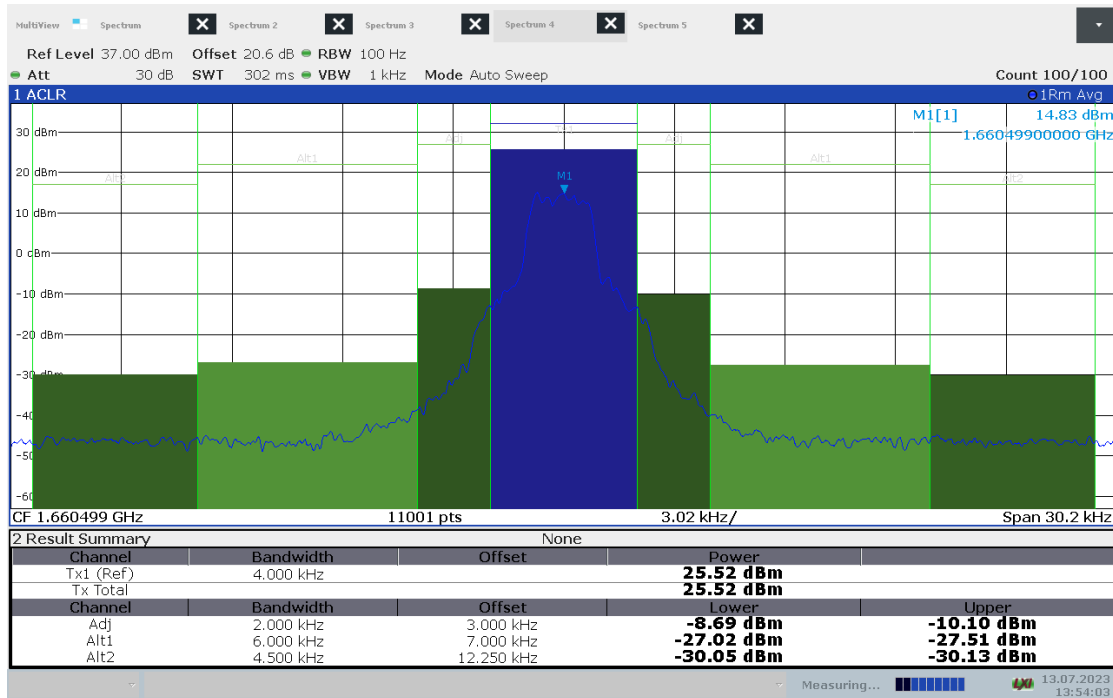 MultiView Spectrum Spectrum 2 Spectrum 3 Spectrum 4 Spectrum 5
Ref Level 37.00 dBm Offset 20.6 dB RBW 100 Hz
Att 30 dB SWT 302 ms VBW 1 kHz Mode Auto Sweep Count 100/100
1 ACLR 1Rm Avg
M1[1] 14.83 dBm
1.66049900000 GHz
30 dBm
Adj Adj
Alt1 Alt1
20 dBm
Alt2 Alt2
M1
10 dBm
0 dBm
-10 dBm
-20 dBm
-30 dBm
-40
-50
-60
CF 1.660499 GHz 11001 pts 3.02 kHz/ Span 30.2 kHz
2 Result Summary None
Channel Bandwidth Offset Power
Tx1 (Ref) 4.000 kHz 25.52 dBm
Tx Total 25.52 dBm
Channel Bandwidth Offset Lower Upper
Adj 2.000 kHz 3.000 kHz -8.69 dBm -10.10 dBm
Alt1 6.000 kHz 7.000 kHz -27.02 dBm -27.51 dBm
Alt2 4.500 kHz 12.250 kHz -30.05 dBm -30.13 dBm
Measuring... LXI 13.07.2023
13:54:03